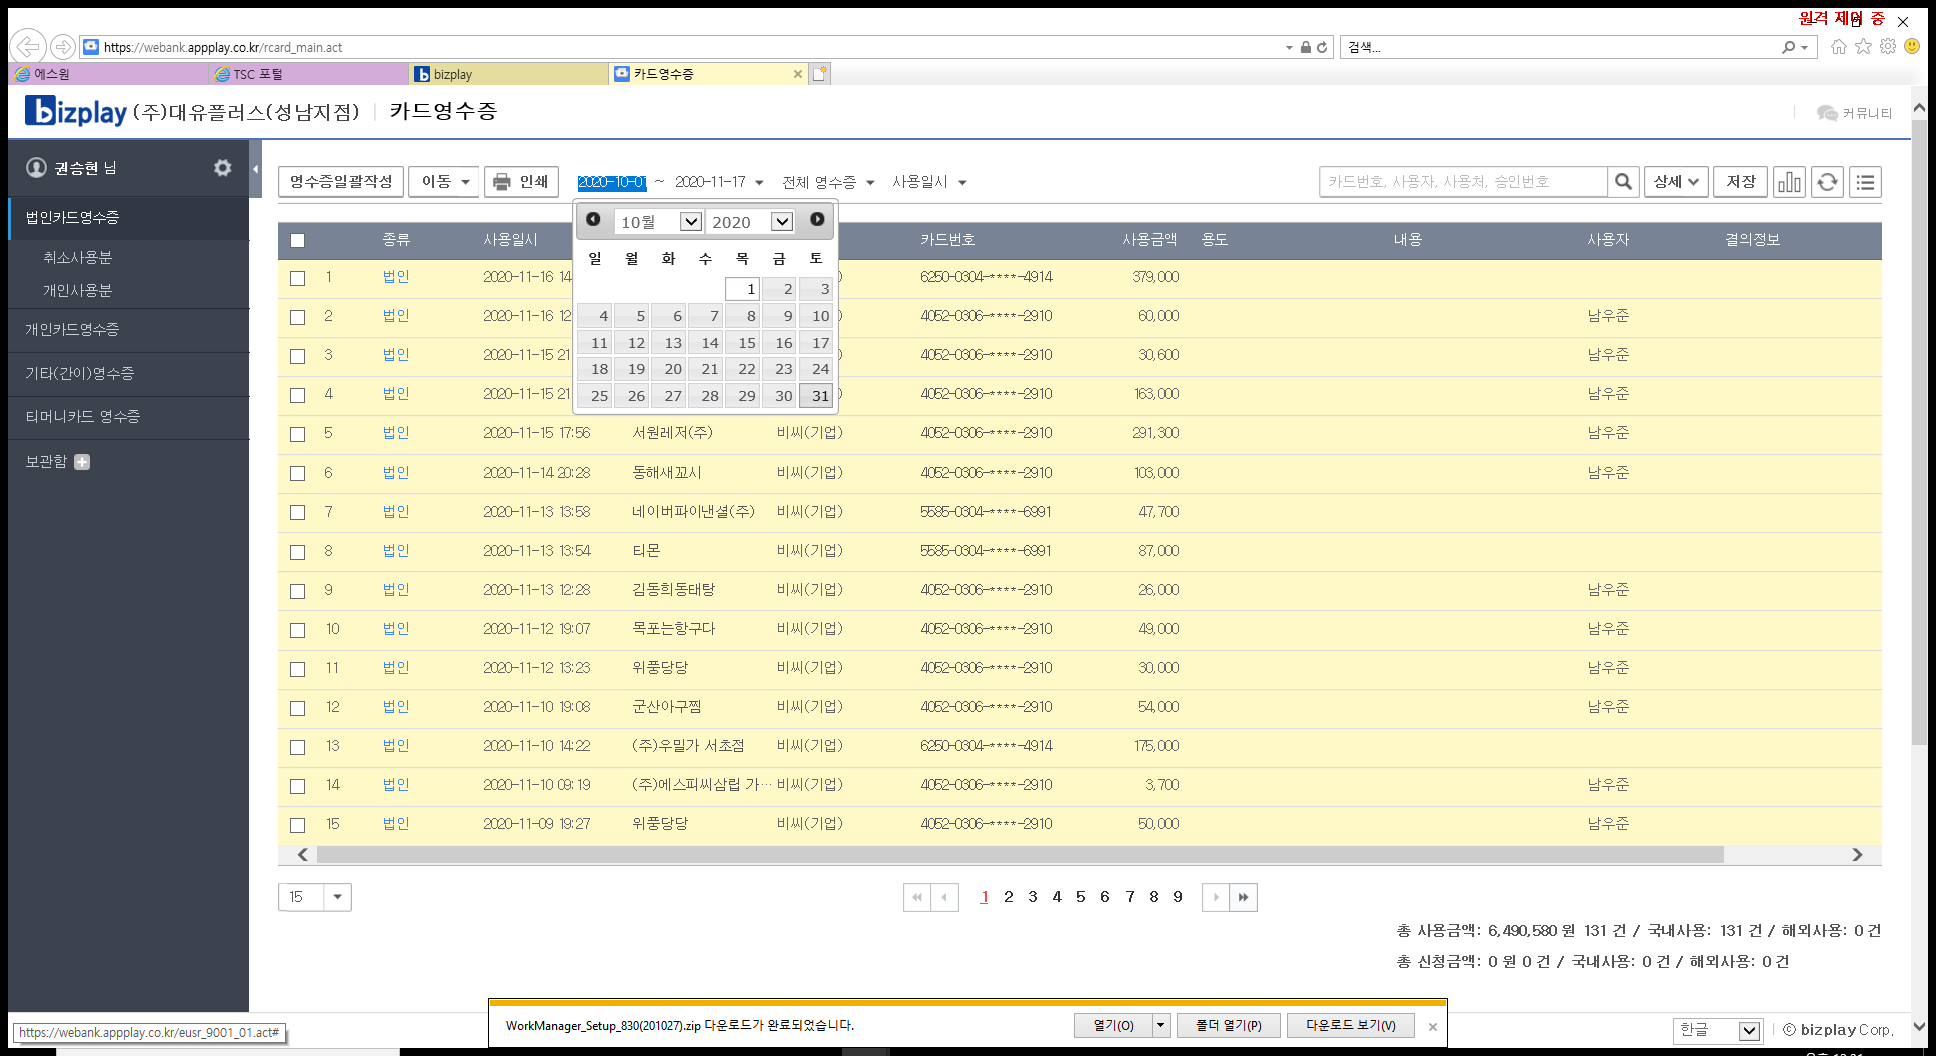 원격 제어 중
https://webank.appplay.co.kr/rcard_main.act
검색...
에스원
TSC 포털
bizplay
카드영수증
bizplay (주)대유플러스(성남지점) 카드영수증
커뮤니티
권승현 님
법인카드영수증
취소사용분
개인사용분
개인카드영수증
기타(간이)영수증
티머니카드 영수증
보관함
영수증일괄작성 이동 인쇄 2020-10-01 ~ 2020-11-17 전체 영수증 사용일시
카드번호, 사용자, 사용처, 승인번호 상세 저장
10월 2020
일 월 화 수 목 금 토
1 2 3
4 5 6 7 8 9 10
11 12 13 14 15 16 17
18 19 20 21 22 23 24
25 26 27 28 29 30 31
종류 사용일시 카드번호 사용금액 용도 내용 사용자 결의정보
1 법인 2020-11-16 14 6250-0304-****-4914 379,000
2 법인 2020-11-16 12 4052-0306-****-2910 60,000 남우준
3 법인 2020-11-15 21 4052-0306-****-2910 30,600 남우준
4 법인 2020-11-15 21 4052-0306-****-2910 163,000 남우준
5 법인 2020-11-15 17:56 서원레저(주) 비씨(기업) 4052-0306-****-2910 291,300 남우준
6 법인 2020-11-14 20:28 동해새꼬시 비씨(기업) 4052-0306-****-2910 103,000 남우준
7 법인 2020-11-13 13:58 네이버파이낸셜(주) 비씨(기업) 5585-0304-****-6991 47,700
8 법인 2020-11-13 13:54 티몬 비씨(기업) 5585-0304-****-6991 87,000
9 법인 2020-11-13 12:28 김동희동태탕 비씨(기업) 4052-0306-****-2910 26,000 남우준
10 법인 2020-11-12 19:07 목포는항구다 비씨(기업) 4052-0306-****-2910 49,000 남우준
11 법인 2020-11-12 13:23 위풍당당 비씨(기업) 4052-0306-****-2910 30,000 남우준
12 법인 2020-11-10 19:08 군산아구찜 비씨(기업) 4052-0306-****-2910 54,000 남우준
13 법인 2020-11-10 14:22 (주)우밀가 서초점 비씨(기업) 6250-0304-****-4914 175,000
14 법인 2020-11-10 09:19 (주)에스피씨삼립 가… 비씨(기업) 4052-0306-****-2910 3,700 남우준
15 법인 2020-11-09 19:27 위풍당당 비씨(기업) 4052-0306-****-2910 50,000 남우준
15 1 2 3 4 5 6 7 8 9
총 사용금액: 6,490,580 원 131 건 / 국내사용: 131 건 / 해외사용: 0 건
총 신청금액: 0 원 0 건 / 국내사용: 0 건 / 해외사용: 0 건
WorkManager_Setup_830(201027).zip 다운로드가 완료되었습니다. 열기(O) 폴더 열기(P) 다운로드 보기(V)
https://webank.appplay.co.kr/eusr_9001_01.act#
한글 © bizplay Corp.